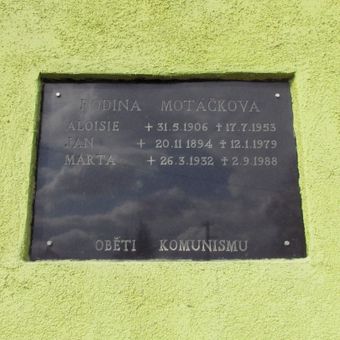 RODINA MOTAČKOVA
ALOISIE + 31.5.1906 ✝ 17.7.1953
JAN + 20.11.1894 ✝ 12.1.1979
MARTA + 26.3.1932 ✝ 2.9.1988
OBĚTI KOMUNISMU